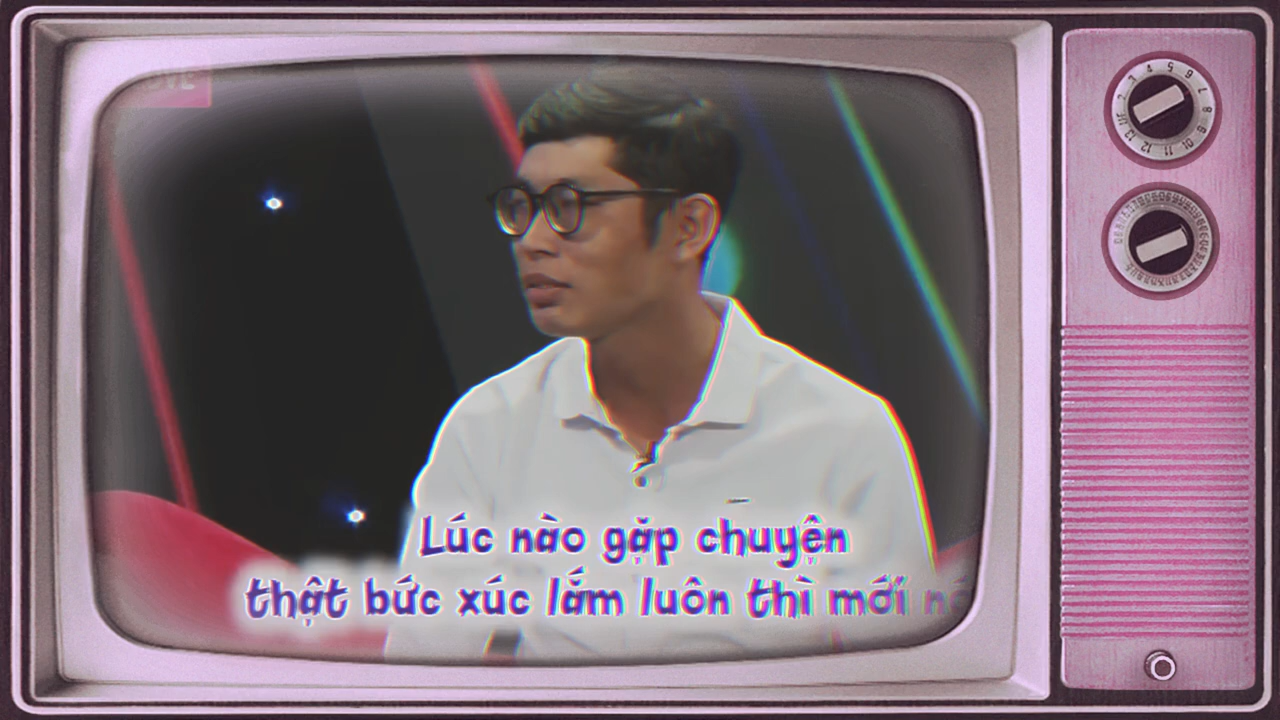 Lúc nào gặp chuyện
thật bức xúc lắm luôn thì mới